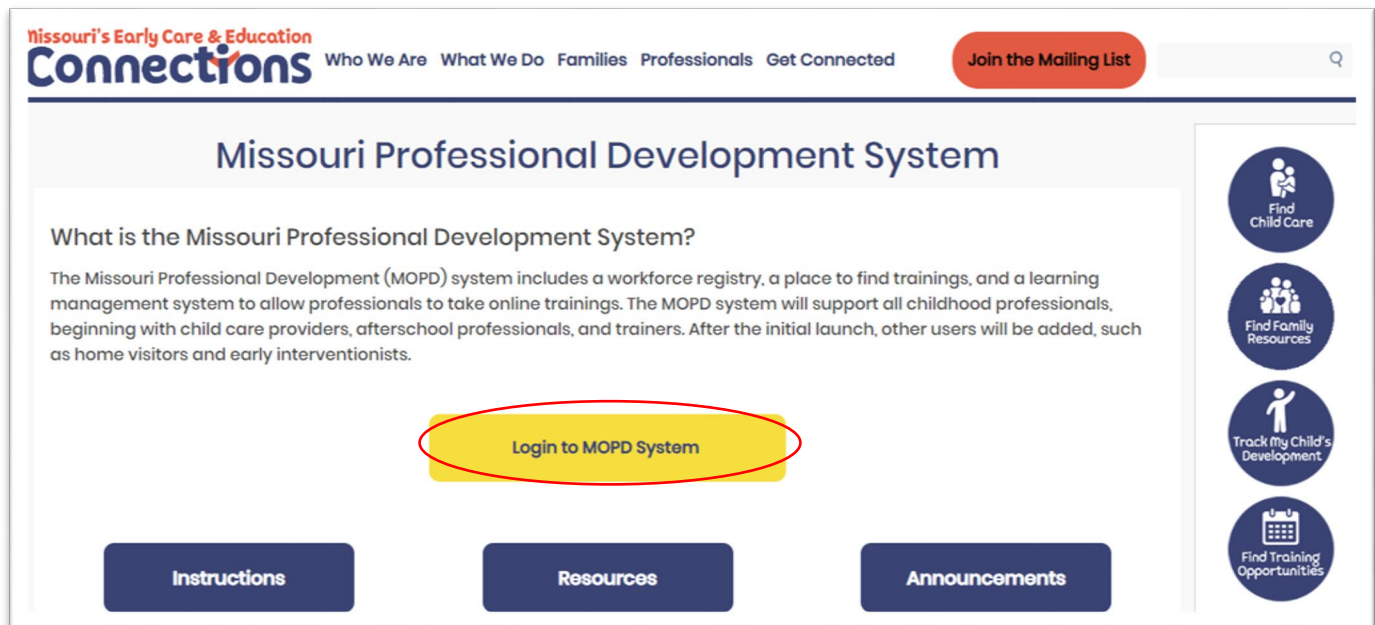 Missouri's Early Care & Education
Connections
Who We Are What We Do Families Professionals Get Connected
Join the Mailing List
Missouri Professional Development System
What is the Missouri Professional Development System?
The Missouri Professional Development (MOPD) system includes a workforce registry, a place to find trainings, and a learning
management system to allow professionals to take online trainings. The MOPD system will support all childhood professionals,
beginning with child care providers, afterschool professionals, and trainers. After the initial launch, other users will be added, such
as home visitors and early interventionists.
Login to MOPD System
Instructions
Resources
Announcements
Find
Child Care
Find Family
Resources
Track My Child's
Development
Find Training
Opportunities